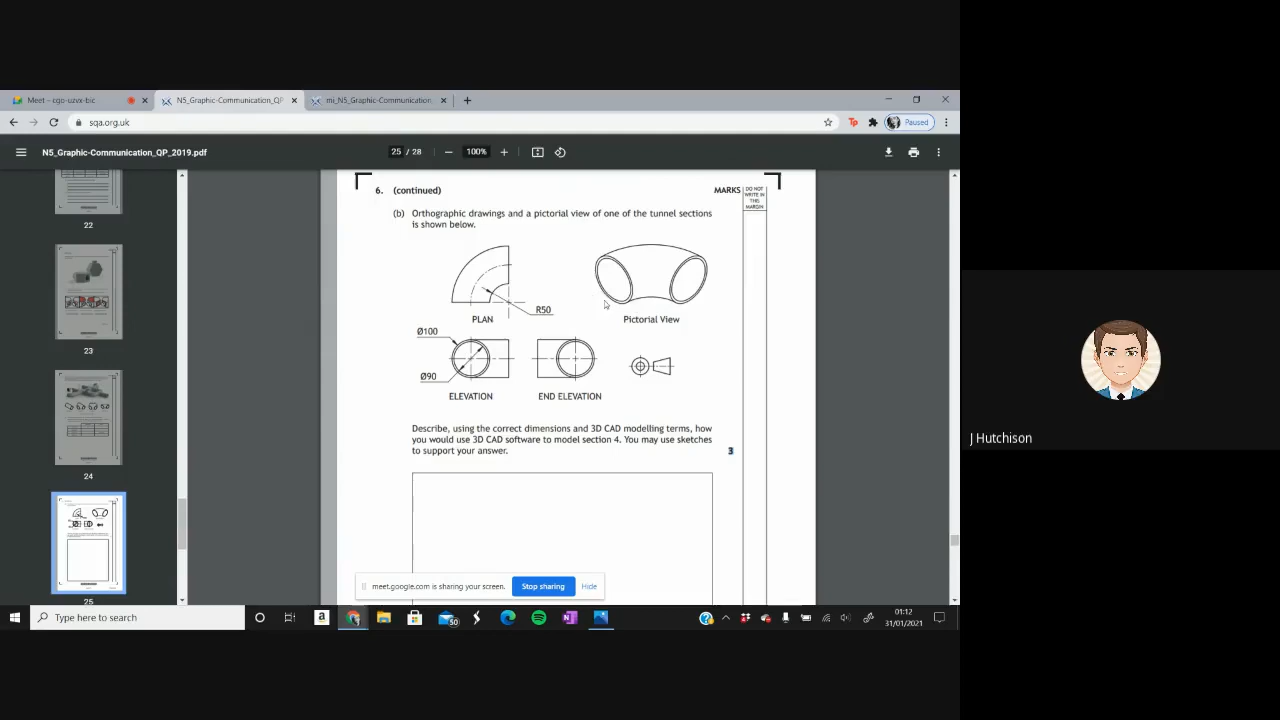 Meet – cgo-uzvx-bic
N5_Graphic-Communication_QP
mi_N5_Graphic-Communication
sqa.org.uk
Paused
N5_Graphic-Communication_QP_2019.pdf
25 / 28
100%
22
23
24
25
6. (continued)
MARKS
DO NOT
WRITE IN
THIS
MARGIN
(b) Orthographic drawings and a pictorial view of one of the tunnel sections
is shown below.
R50
PLAN
Pictorial View
Ø100
Ø90
ELEVATION
END ELEVATION
Describe, using the correct dimensions and 3D CAD modelling terms, how
you would use 3D CAD software to model section 4. You may use sketches
to support your answer.
3
meet.google.com is sharing your screen.
Stop sharing
Hide
Type here to search
50
01:12
31/01/2021
J Hutchison